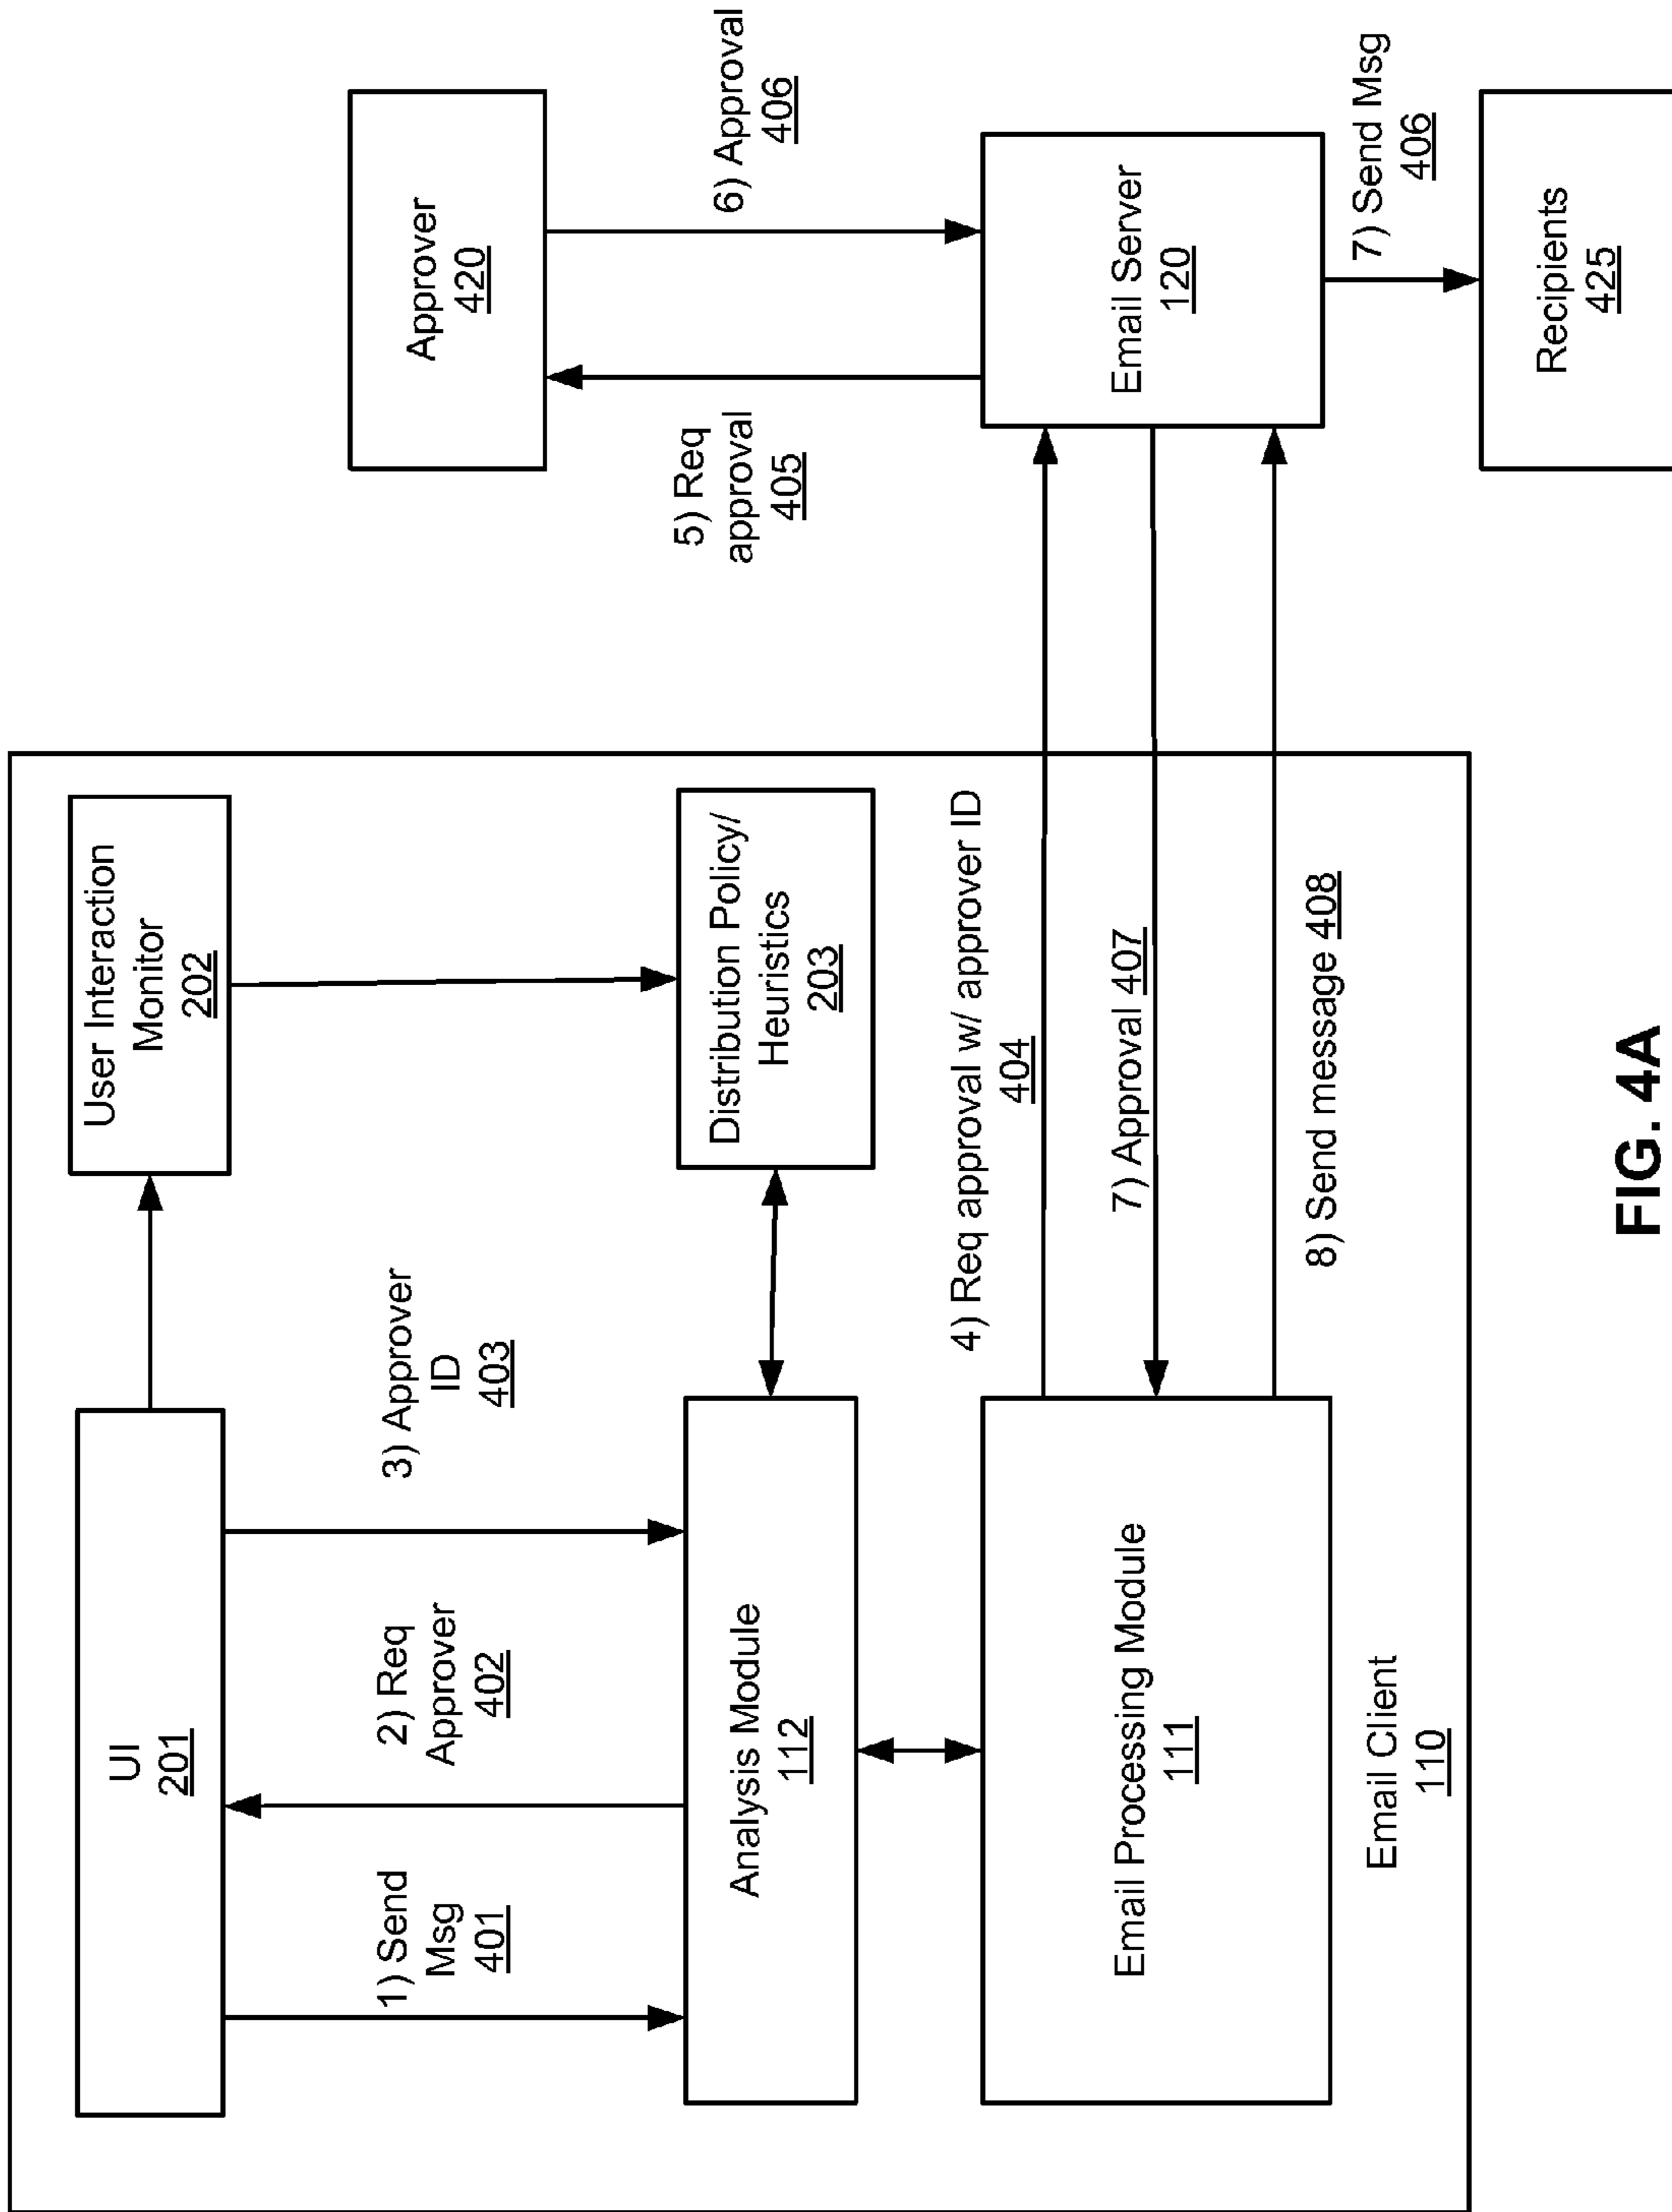 UI
201
User Interaction
Monitor
202
1) Send
Msg
401
2) Req
Approver
402
3) Approver
ID
403
Analysis Module
112
Distribution Policy/
Heuristics
203
Email Processing Module
111
Email Client
110
4) Req approval w/ approver ID
404
7) Approval 407
8) Send message 408
Approver
420
5) Req
approval
405
6) Approval
406
Email Server
120
7) Send Msg
406
Recipients
425
FIG. 4A